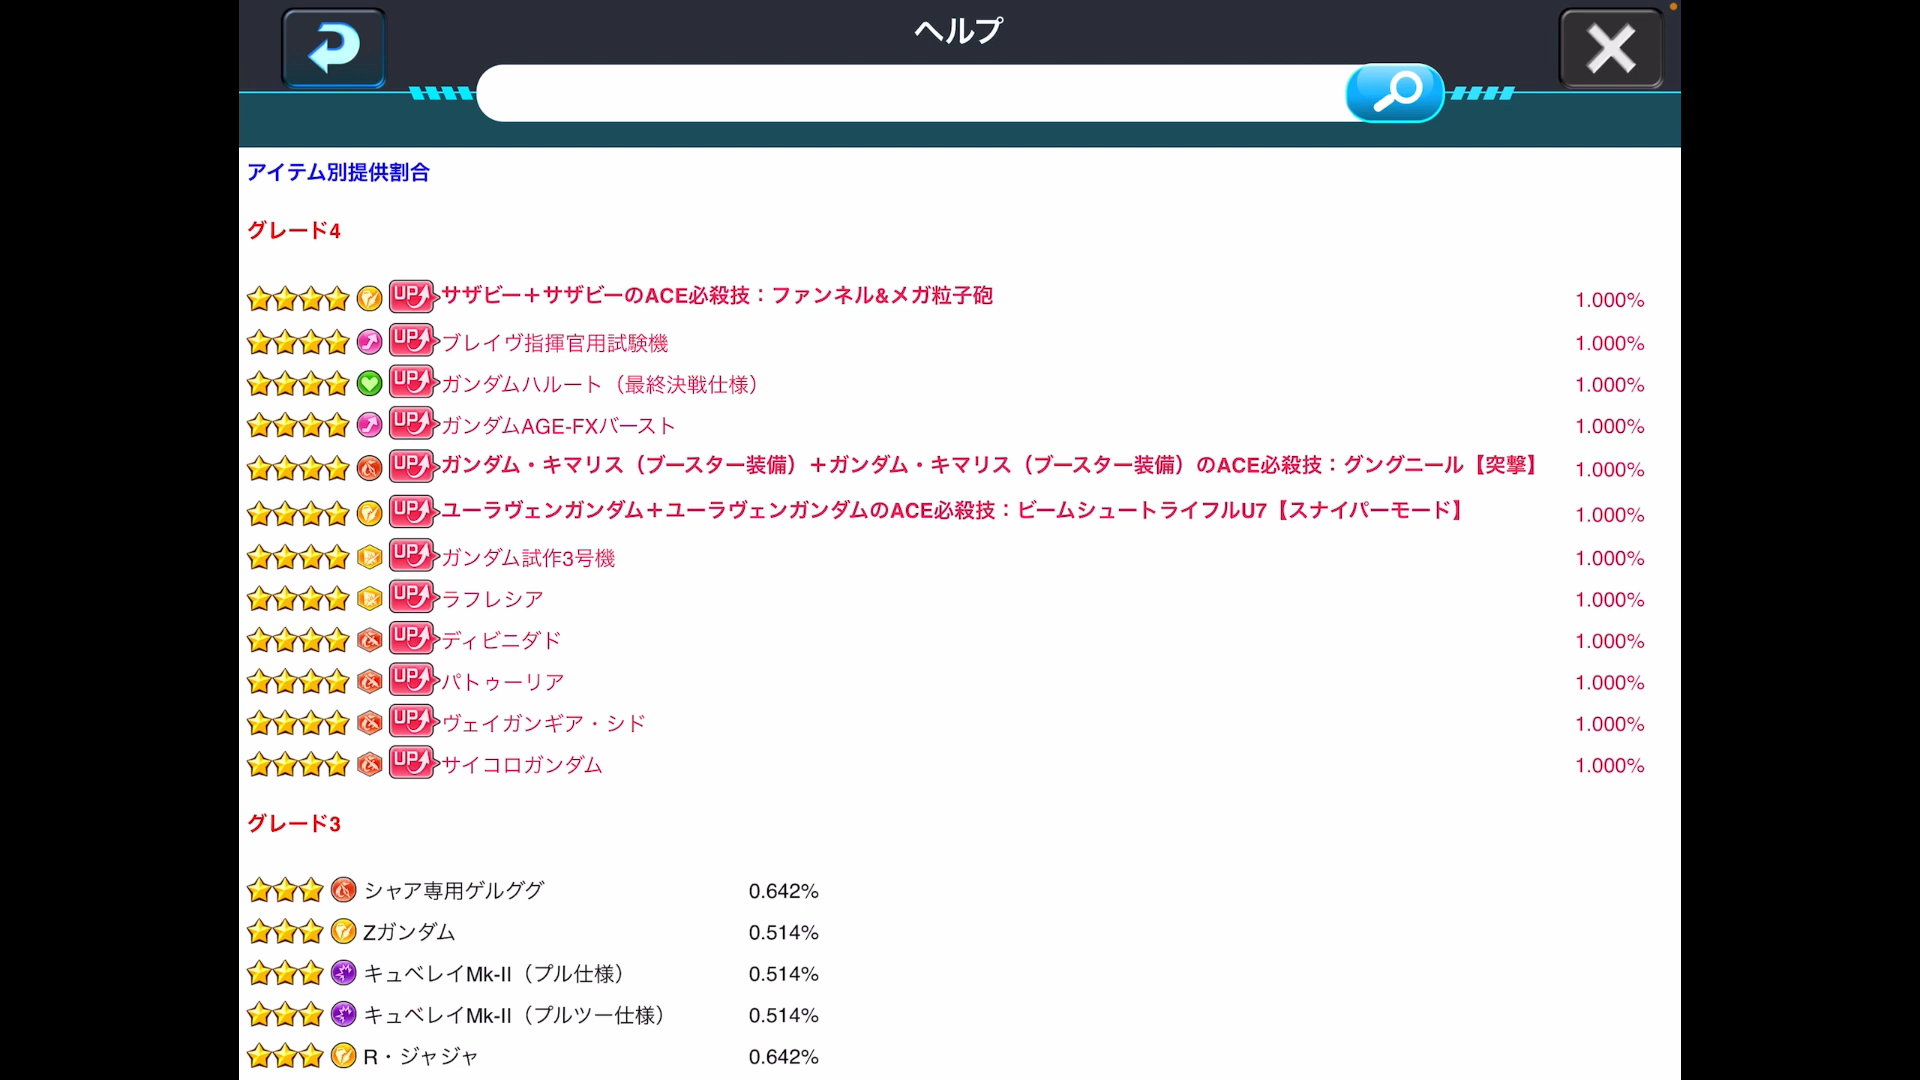 ヘルプ
アイテム別提供割合
グレード4
UP サザビー＋サザビーのACE必殺技：ファンネル&メガ粒子砲 1.000%
UP ブレイヴ指揮官用試験機 1.000%
UP ガンダムハルート（最終決戦仕様） 1.000%
UP ガンダムAGE-FXバースト 1.000%
UP ガンダム・キマリス（ブースター装備）＋ガンダム・キマリス（ブースター装備）のACE必殺技：グングニール【突撃】 1.000%
UP ユーラヴェンガンダム＋ユーラヴェンガンダムのACE必殺技：ビームシュートライフルU7【スナイパーモード】 1.000%
UP ガンダム試作3号機 1.000%
UP ラフレシア 1.000%
UP ディビニダド 1.000%
UP パトゥーリア 1.000%
UP ヴェイガンギア・シド 1.000%
UP サイコロガンダム 1.000%
グレード3
シャア専用ゲルググ 0.642%
Zガンダム 0.514%
キュベレイMk-II（プル仕様） 0.514%
キュベレイMk-II（プルツー仕様） 0.514%
R・ジャジャ 0.642%